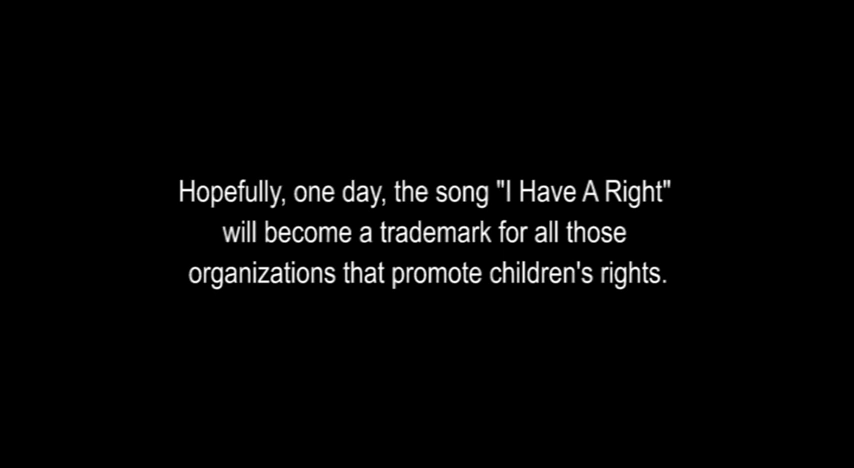 Hopefully, one day, the song "I Have A Right"
will become a trademark for all those
organizations that promote children's rights.